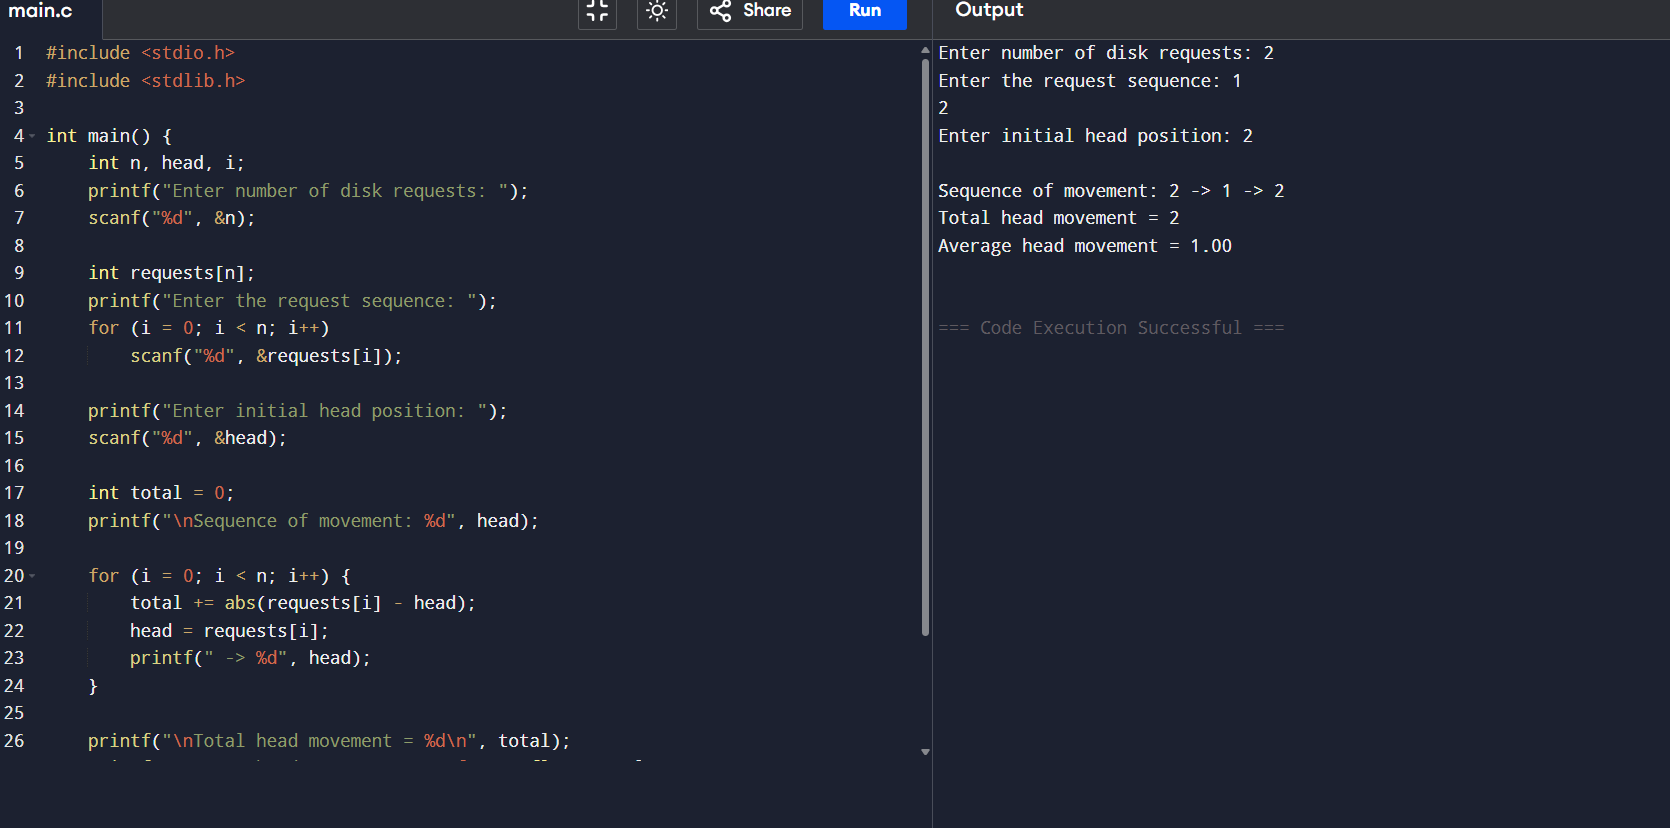 main.c
Share
Run
Output
1 #include <stdio.h>
2 #include <stdlib.h>
3
4 int main() {
5     int n, head, i;
6     printf("Enter number of disk requests: ");
7     scanf("%d", &n);
8
9     int requests[n];
10     printf("Enter the request sequence: ");
11     for (i = 0; i < n; i++)
12         scanf("%d", &requests[i]);
13
14     printf("Enter initial head position: ");
15     scanf("%d", &head);
16
17     int total = 0;
18     printf("\nSequence of movement: %d", head);
19
20     for (i = 0; i < n; i++) {
21         total += abs(requests[i] - head);
22         head = requests[i];
23         printf(" -> %d", head);
24     }
25
26     printf("\nTotal head movement = %d\n", total);
Enter number of disk requests: 2
Enter the request sequence: 1
2
Enter initial head position: 2
Sequence of movement: 2 -> 1 -> 2
Total head movement = 2
Average head movement = 1.00
=== Code Execution Successful ===